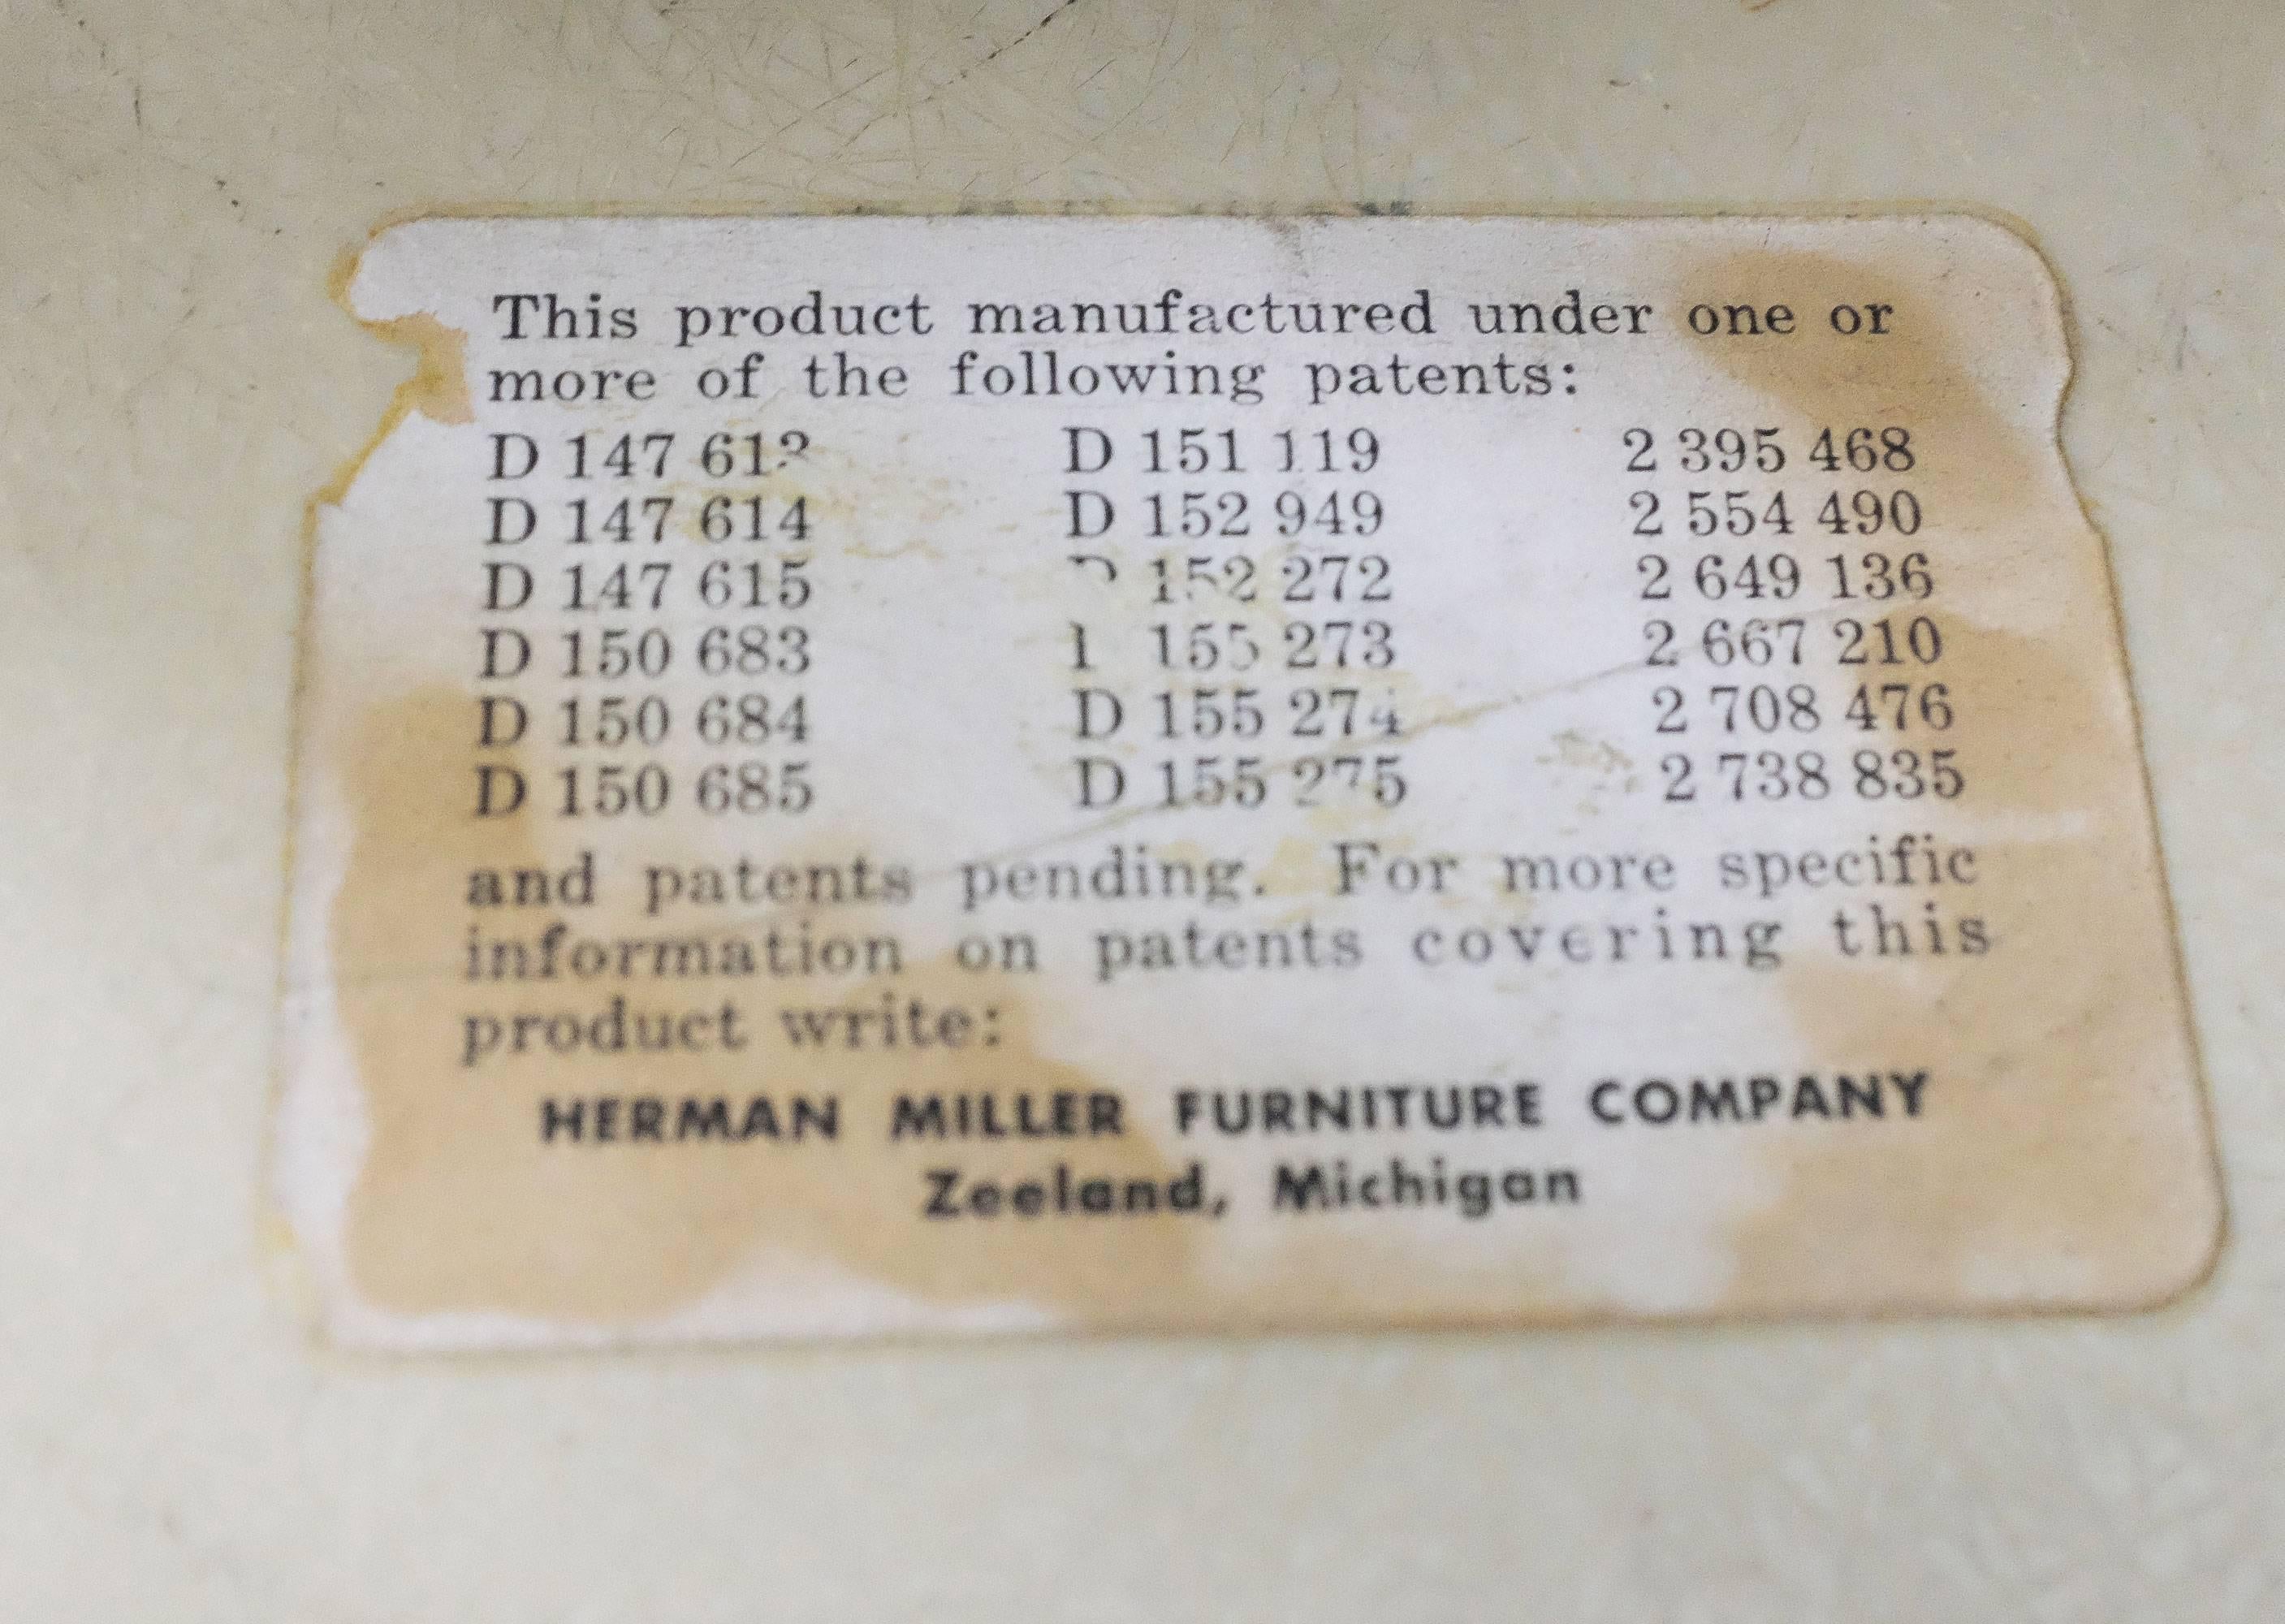 This product manufactured under one or
more of the following patents:
D 147 613 D 151 119 2 395 468
D 147 614 D 152 949 2 554 490
D 147 615 D 152 272 2 649 136
D 150 683 D 155 273 2 667 210
D 150 684 D 155 274 2 708 476
D 150 685 D 155 275 2 738 835
and patents pending. For more specific
information on patents covering this
product write:
HERMAN MILLER FURNITURE COMPANY
Zeeland, Michigan